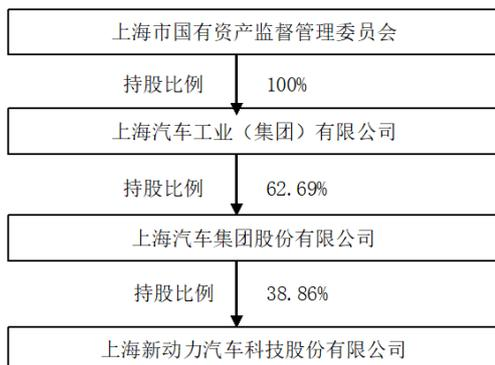 上海市国有资产监督管理委员会
持股比例 100%
上海汽车工业（集团）有限公司
持股比例 62.69%
上海汽车集团股份有限公司
持股比例 38.86%
上海新动力汽车科技股份有限公司